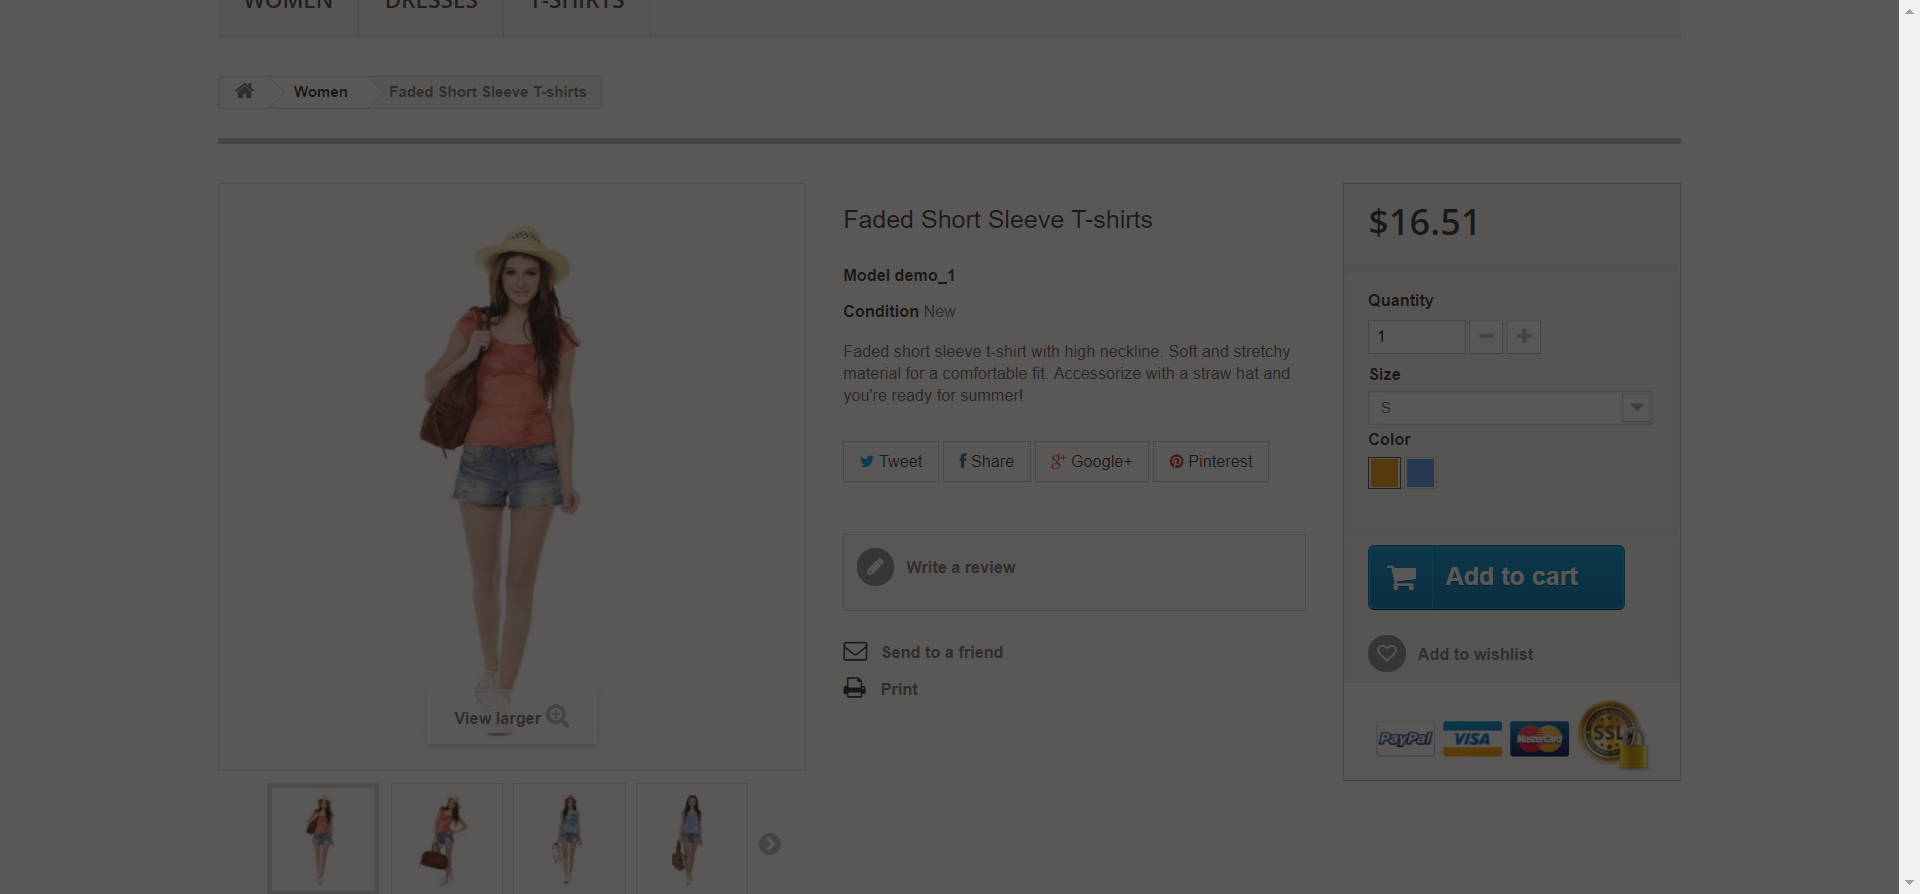 WOMEN
DRESSES
T-SHIRTS
Women
Faded Short Sleeve T-shirts
Faded Short Sleeve T-shirts
Model demo_1
Condition New
Faded short sleeve t-shirt with high neckline. Soft and stretchy
material for a comfortable fit. Accessorize with a straw hat and
you're ready for summer!
Tweet
Share
Google+
Pinterest
Write a review
Send to a friend
Print
View larger
$16.51
Quantity
1
Size
S
Color
Add to cart
Add to wishlist
PayPal
VISA
MasterCard
SSL